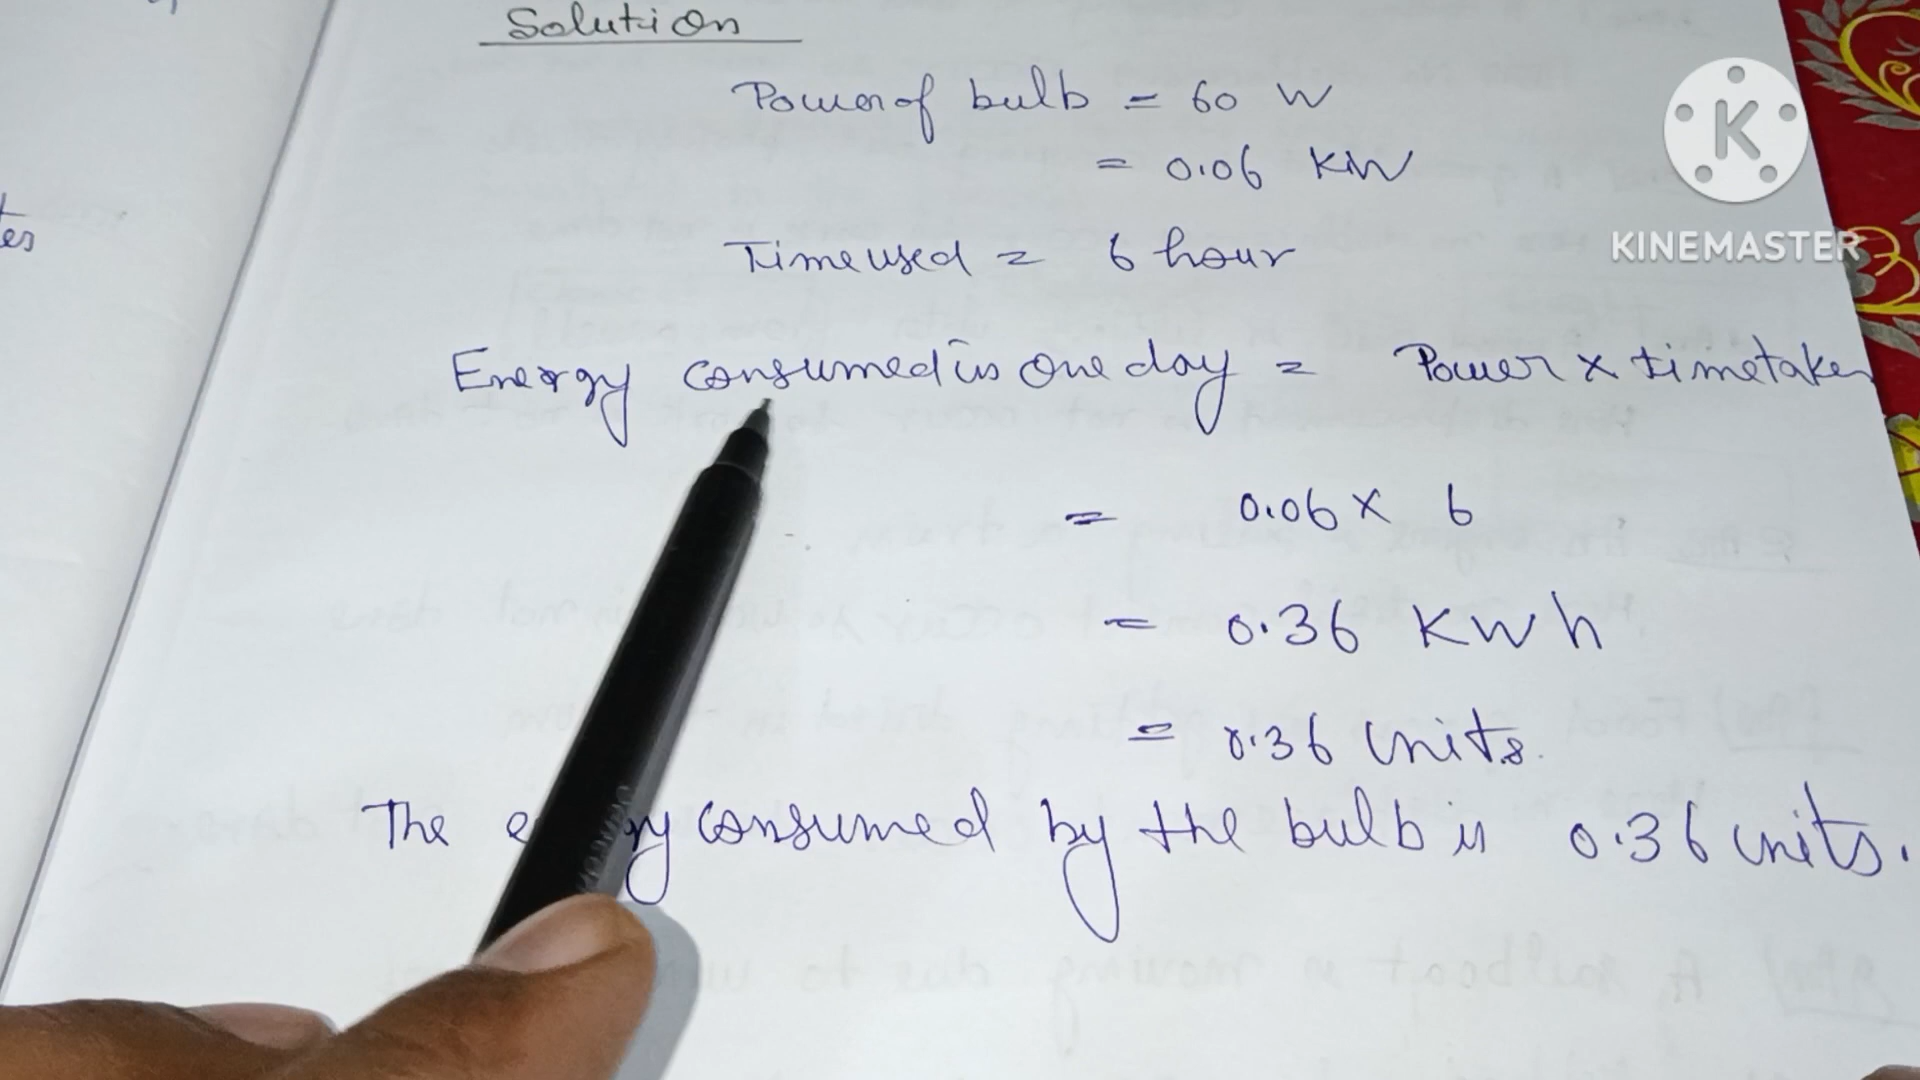 Solution
Power of bulb = 60 W
= 0.06 KW
K
KINEMASTER
es
Time used = 6 hour
Energy consumed in one day = Power × time taken
= 0.06 × 6
= 0.36 KWh
= 0.36 Units.
The energy consumed by the bulb is 0.36 units.